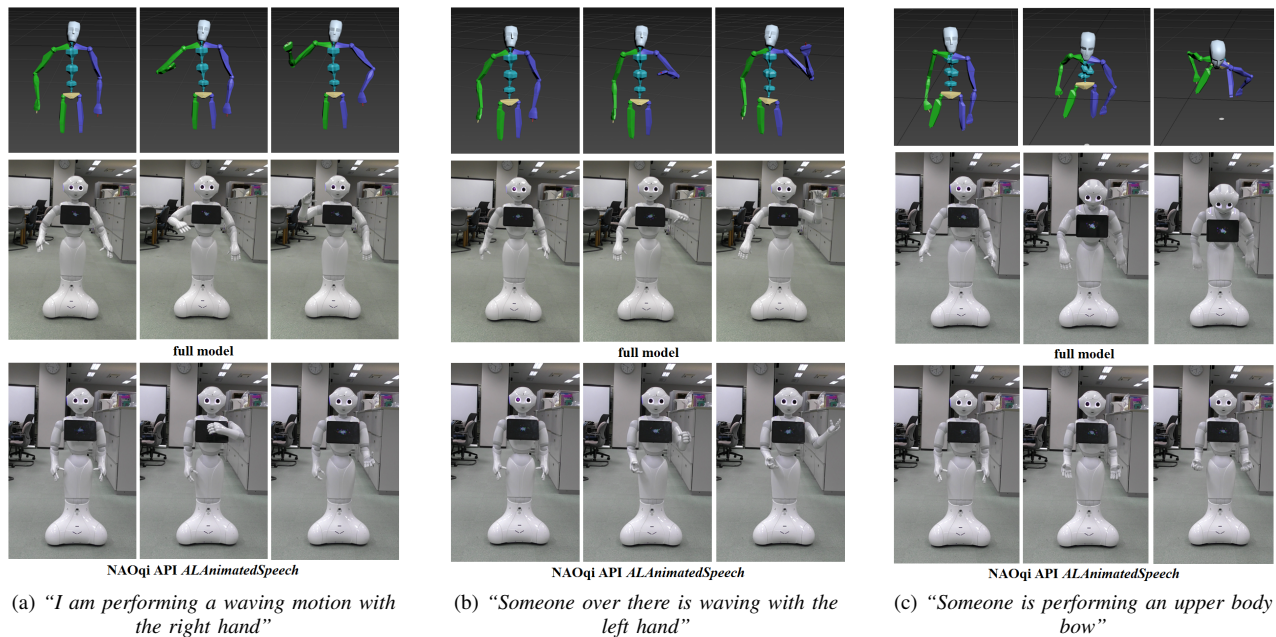 full model
full model
full model
NAOqi API ALAnimatedSpeech
NAOqi API ALAnimatedSpeech
NAOqi API ALAnimatedSpeech
(a) “I am performing a waving motion with
the right hand”
(b) “Someone over there is waving with the
left hand”
(c) “Someone is performing an upper body
bow”